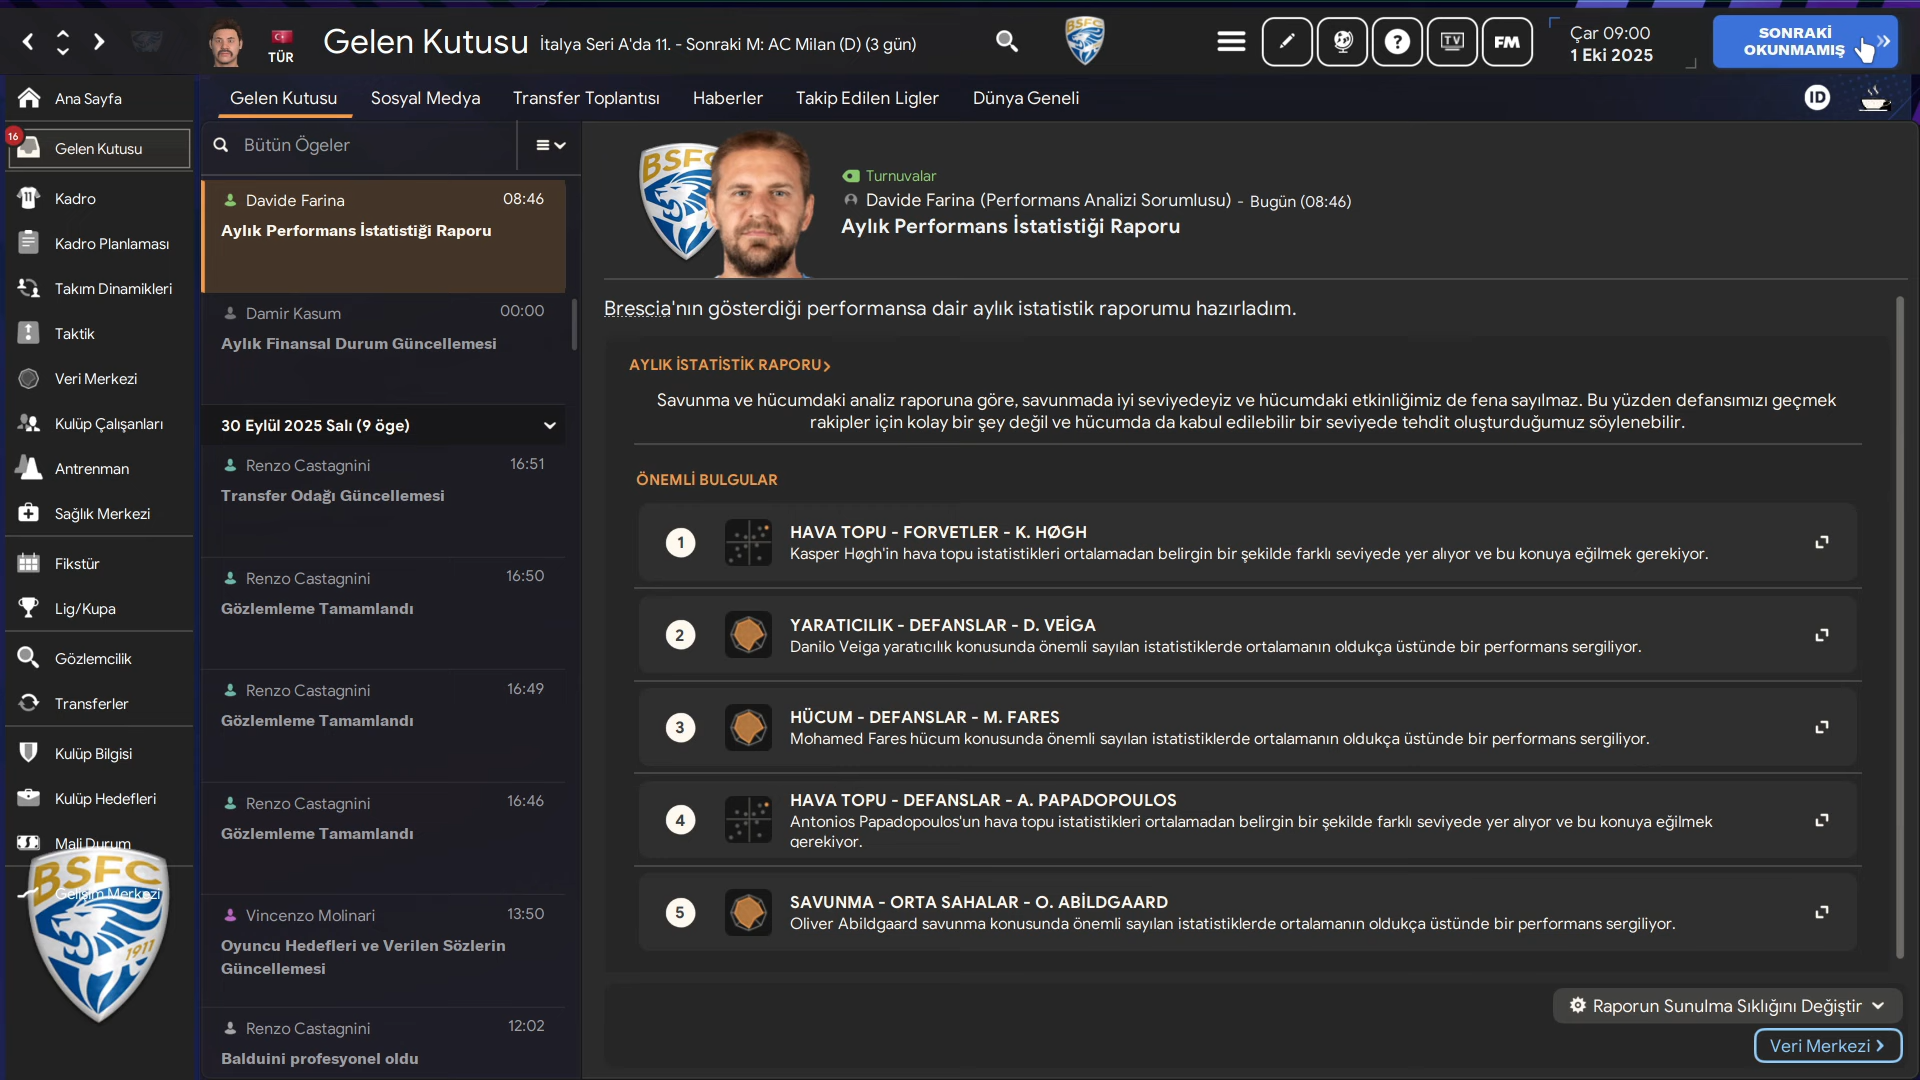 TÜR
Gelen Kutusu
İtalya Seri A'da 11. - Sonraki M: AC Milan (D) (3 gün)
TV
FM
Çar 09:00
1 Eki 2025
SONRAKİ
OKUNMAMIŞ
Ana Sayfa
16
Gelen Kutusu
Kadro
Kadro Planlaması
Takım Dinamikleri
Taktik
Veri Merkezi
Kulüp Çalışanları
Antrenman
Sağlık Merkezi
Fikstür
Lig/Kupa
Gözlemcilik
Transferler
Kulüp Bilgisi
Kulüp Hedefleri
Mali Durum
Gelişim Merkezi
BSFC
1911
Gelen Kutusu
Sosyal Medya
Transfer Toplantısı
Haberler
Takip Edilen Ligler
Dünya Geneli
ID
Bütün Ögeler
Davide Farina 08:46
Aylık Performans İstatistiği Raporu
Damir Kasum 00:00
Aylık Finansal Durum Güncellemesi
30 Eylül 2025 Salı (9 öge)
Renzo Castagnini 16:51
Transfer Odağı Güncellemesi
Renzo Castagnini 16:50
Gözlemleme Tamamlandı
Renzo Castagnini 16:49
Gözlemleme Tamamlandı
Renzo Castagnini 16:46
Gözlemleme Tamamlandı
Vincenzo Molinari 13:50
Oyuncu Hedefleri ve Verilen Sözlerin
Güncellemesi
Renzo Castagnini 12:02
Balduini profesyonel oldu
BSFC
Turnuvalar
Davide Farina (Performans Analizi Sorumlusu) - Bugün (08:46)
Aylık Performans İstatistiği Raporu
Brescia'nın gösterdiği performansa dair aylık istatistik raporumu hazırladım.
AYLIK İSTATİSTİK RAPORU
Savunma ve hücumdaki analiz raporuna göre, savunmada iyi seviyedeyiz ve hücumdaki etkinliğimiz de fena sayılmaz. Bu yüzden defansımızı geçmek
rakipler için kolay bir şey değil ve hücumda da kabul edilebilir bir seviyede tehdit oluşturduğumuz söylenebilir.
ÖNEMLİ BULGULAR
1
HAVA TOPU - FORVETLER - K. HØGH
Kasper Høgh'in hava topu istatistikleri ortalamadan belirgin bir şekilde farklı seviyede yer alıyor ve bu konuya eğilmek gerekiyor.
2
YARATICILIK - DEFANSLAR - D. VEİGA
Danilo Veiga yaratıcılık konusunda önemli sayılan istatistiklerde ortalamanın oldukça üstünde bir performans sergiliyor.
3
HÜCUM - DEFANSLAR - M. FARES
Mohamed Fares hücum konusunda önemli sayılan istatistiklerde ortalamanın oldukça üstünde bir performans sergiliyor.
4
HAVA TOPU - DEFANSLAR - A. PAPADOPOULOS
Antonios Papadopoulos'un hava topu istatistikleri ortalamadan belirgin bir şekilde farklı seviyede yer alıyor ve bu konuya eğilmek
gerekiyor.
5
SAVUNMA - ORTA SAHALAR - O. ABİLDGAARD
Oliver Abildgaard savunma konusunda önemli sayılan istatistiklerde ortalamanın oldukça üstünde bir performans sergiliyor.
Raporun Sunulma Sıklığını Değiştir
Veri Merkezi